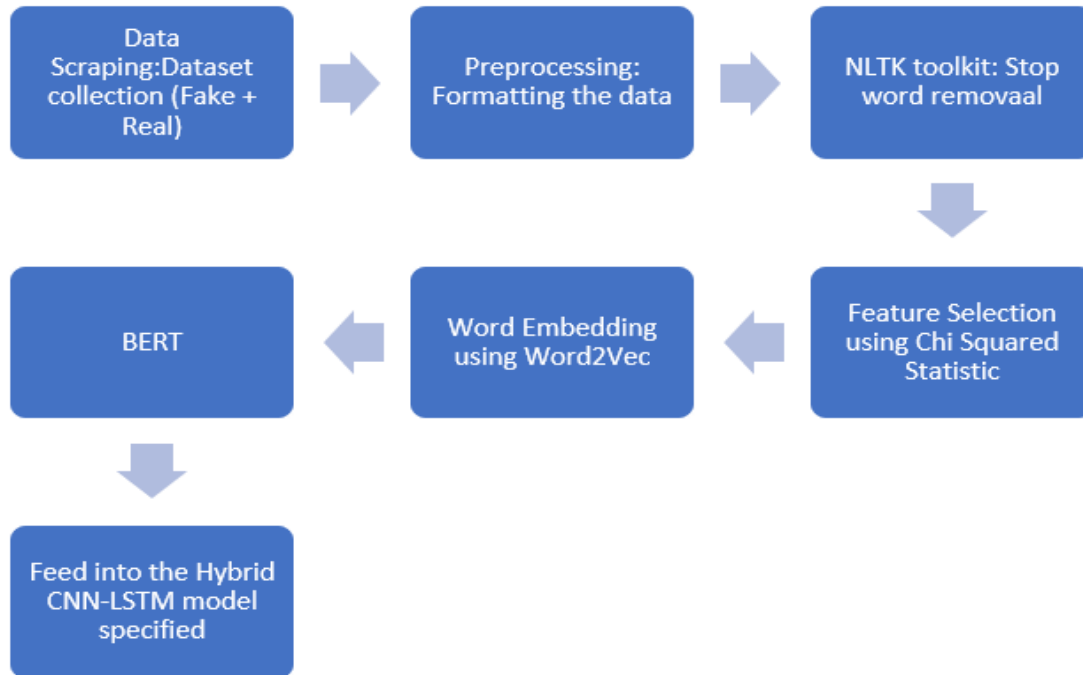 Data
Scraping:Dataset
collection (Fake +
Real)
Preprocessing:
Formatting the data
NLTK toolkit: Stop
word removaal
Feature Selection
using Chi Squared
Statistic
Word Embedding
using Word2Vec
BERT
Feed into the Hybrid
CNN-LSTM model
specified